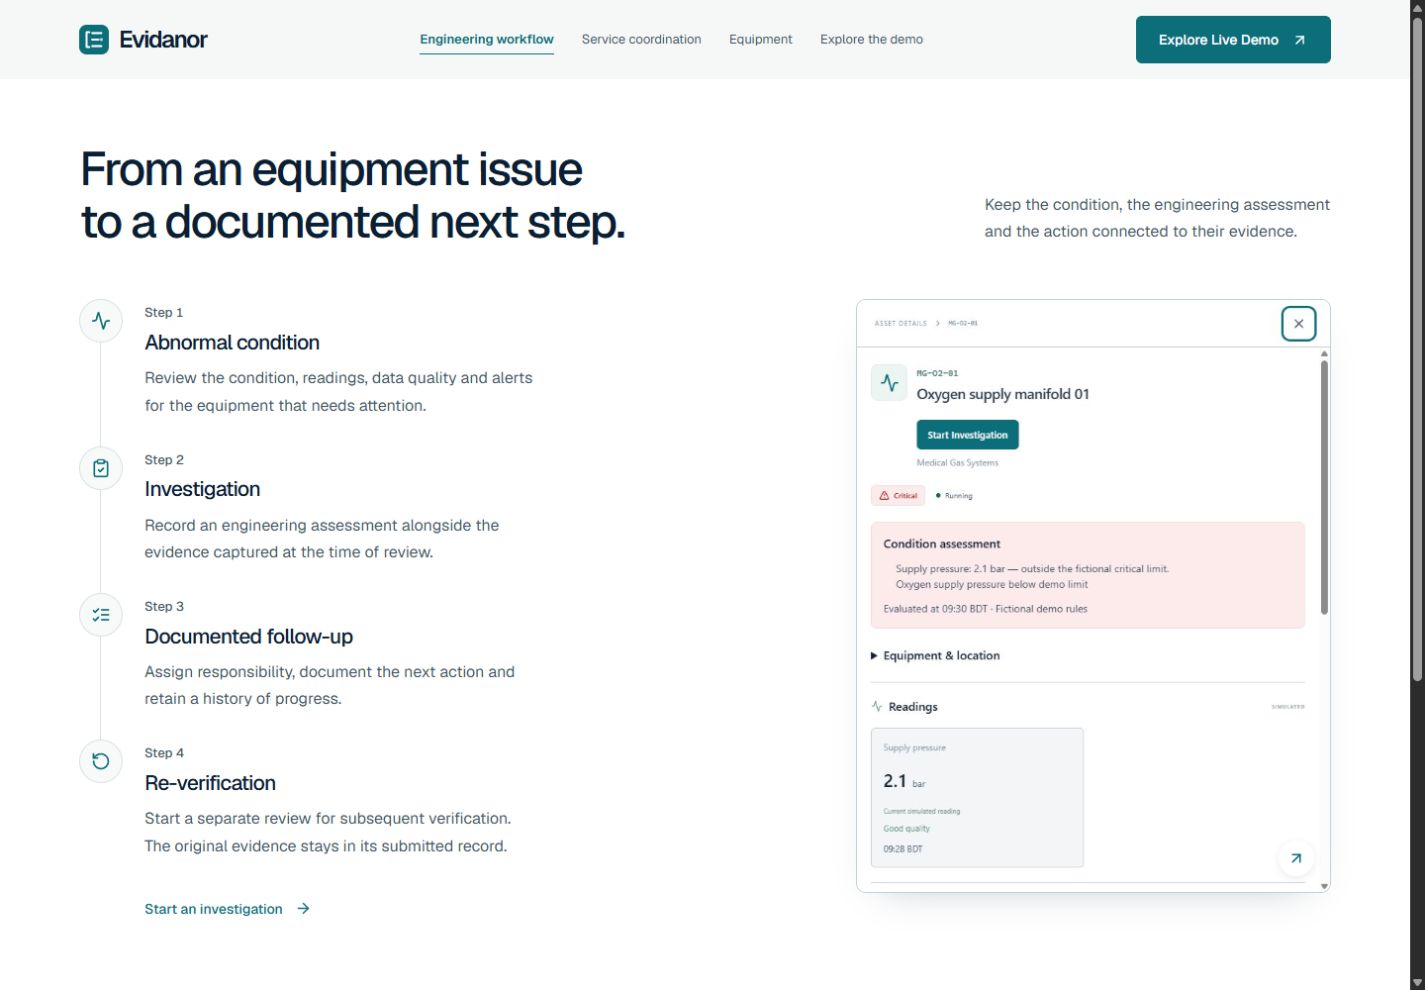 Evidanor
Engineering workflow
Service coordination
Equipment
Explore the demo
Explore Live Demo
From an equipment issue
to a documented next step.
Keep the condition, the engineering assessment
and the action connected to their evidence.
Step 1
Abnormal condition
Review the condition, readings, data quality and alerts
for the equipment that needs attention.
Step 2
Investigation
Record an engineering assessment alongside the
evidence captured at the time of review.
Step 3
Documented follow-up
Assign responsibility, document the next action and
retain a history of progress.
Step 4
Re-verification
Start a separate review for subsequent verification.
The original evidence stays in its submitted record.
Start an investigation
ASSET DETAILS > MG-02-01
MG-02-01
Oxygen supply manifold 01
Start Investigation
Medical Gas Systems
Critical
Running
Condition assessment
Supply pressure: 2.1 bar — outside the fictional critical limit.
Oxygen supply pressure below demo limit
Evaluated at 09:30 BDT · Fictional demo rules
Equipment & location
Readings
SIMULATED
Supply pressure
2.1 bar
Current simulated reading
Good quality
09:28 BDT